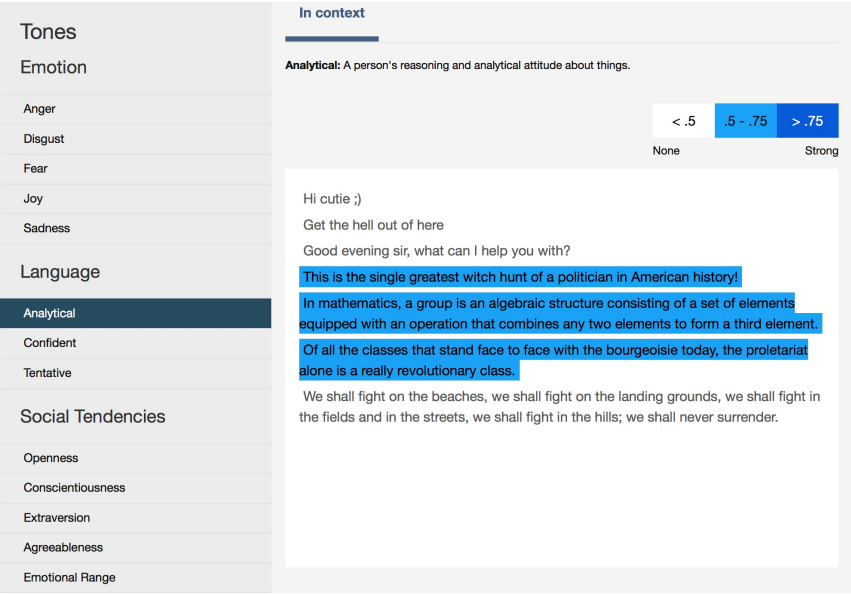 Tones
Emotion
Anger
Disgust
Fear
Joy
Sadness
Language
Analytical
Confident
Tentative
Social Tendencies
Openness
Conscientiousness
Extraversion
Agreeableness
Emotional Range
In context
Analytical: A person's reasoning and analytical attitude about things.
< .5 .5 - .75 > .75
None Strong
Hi cutie ;)
Get the hell out of here
Good evening sir, what can I help you with?
This is the single greatest witch hunt of a politician in American history!
In mathematics, a group is an algebraic structure consisting of a set of elements
equipped with an operation that combines any two elements to form a third element.
Of all the classes that stand face to face with the bourgeoisie today, the proletariat
alone is a really revolutionary class.
We shall fight on the beaches, we shall fight on the landing grounds, we shall fight in
the fields and in the streets, we shall fight in the hills; we shall never surrender.